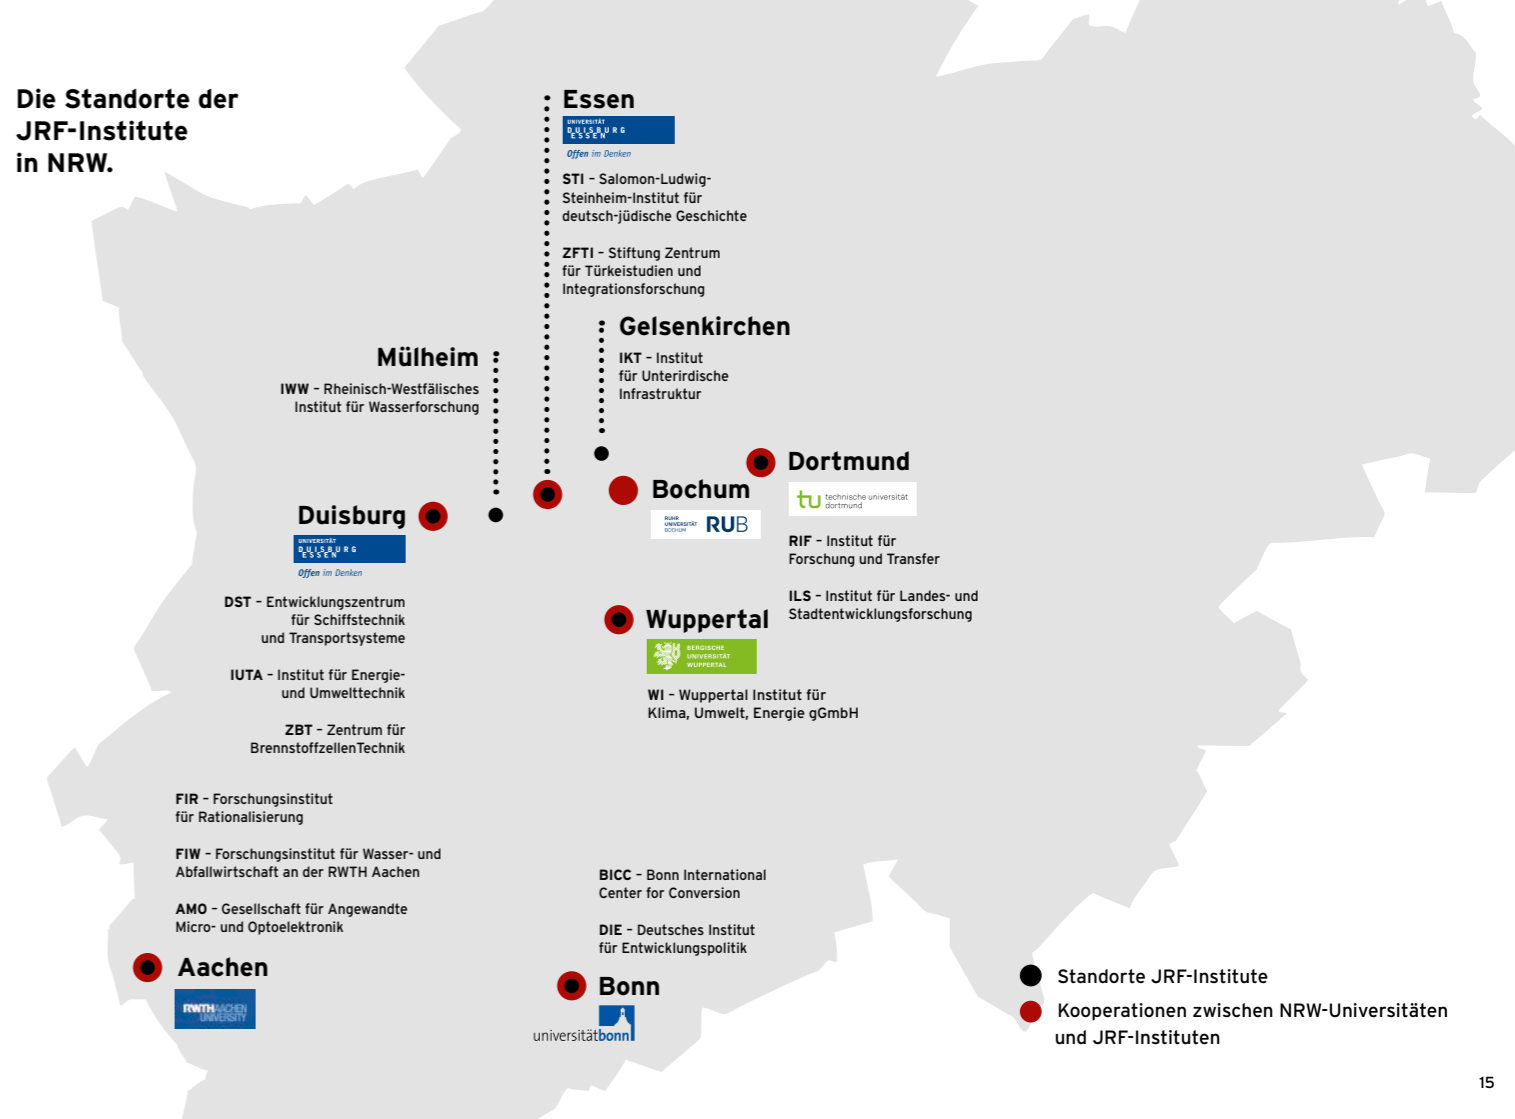 Die Standorte der
JRF-Institute
in NRW.
Essen
UNIVERSITÄT
DUISBURG
ESSEN
Offen im Denken
STI – Salomon-Ludwig-
Steinheim-Institut für
deutsch-jüdische Geschichte
ZFTI – Stiftung Zentrum
für Türkeistudien und
Integrationsforschung
Gelsenkirchen
IKT – Institut
für Unterirdische
Infrastruktur
Mülheim
IWW – Rheinisch-Westfälisches
Institut für Wasserforschung
Dortmund
technische universität
dortmund
RIF – Institut für
Forschung und Transfer
ILS – Institut für Landes- und
Stadtentwicklungsforschung
Bochum
RUHR
UNIVERSITÄT
BOCHUM
RUB
Duisburg
UNIVERSITÄT
DUISBURG
ESSEN
Offen im Denken
DST – Entwicklungszentrum
für Schiffstechnik
und Transportsysteme
IUTA – Institut für Energie-
und Umwelttechnik
ZBT – Zentrum für
BrennstoffzellenTechnik
Wuppertal
BERGISCHE
UNIVERSITÄT
WUPPERTAL
WI – Wuppertal Institut für
Klima, Umwelt, Energie gGmbH
FIR – Forschungsinstitut
für Rationalisierung
FIW – Forschungsinstitut für Wasser- und
Abfallwirtschaft an der RWTH Aachen
AMO – Gesellschaft für Angewandte
Micro- und Optoelektronik
Aachen
RWTHAACHEN
UNIVERSITY
BICC – Bonn International
Center for Conversion
DIE – Deutsches Institut
für Entwicklungspolitik
Bonn
universitätbonn
Standorte JRF-Institute
Kooperationen zwischen NRW-Universitäten
und JRF-Instituten
15